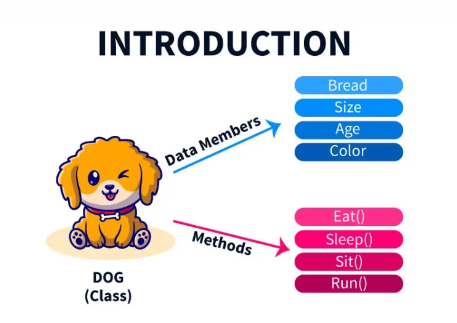 INTRODUCTION
Data Members
Bread
Size
Age
Color
Methods
Eat()
Sleep()
Sit()
Run()
DOG
(Class)